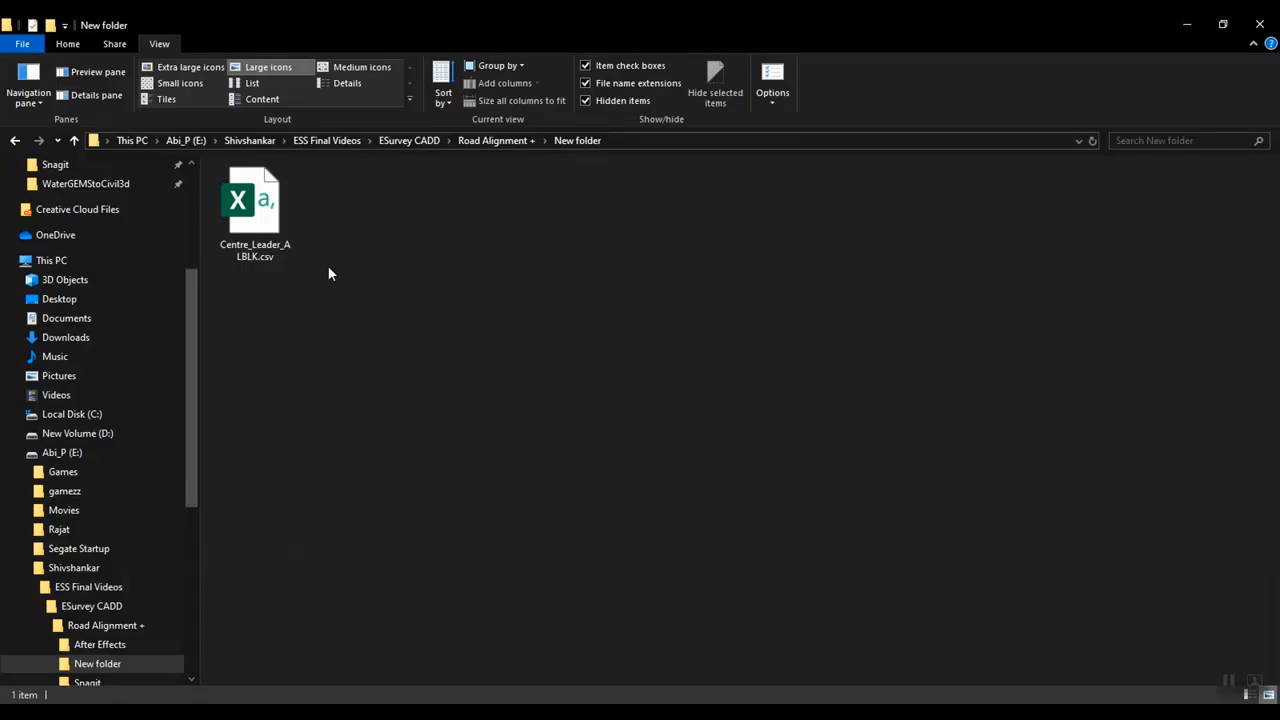 New folder
File Home Share View
Navigation pane
Preview pane
Details pane
Panes
Extra large icons Large icons Medium icons
Small icons List Details
Tiles Content
Layout
Sort by
Group by
Add columns
Size all columns to fit
Current view
Item check boxes
File name extensions
Hidden items
Hide selected items
Show/hide
Options
This PC Abi_P (E:) Shivshankar ESS Final Videos ESurvey CADD Road Alignment + New folder
Search New folder
Snagit
WaterGEMStoCivil3d
Creative Cloud Files
OneDrive
This PC
3D Objects
Desktop
Documents
Downloads
Music
Pictures
Videos
Local Disk (C:)
New Volume (D:)
Abi_P (E:)
Games
gamezz
Movies
Rajat
Segate Startup
Shivshankar
ESS Final Videos
ESurvey CADD
Road Alignment +
After Effects
New folder
Snagit
X a,
Centre_Leader_A
LBLK.csv
1 item